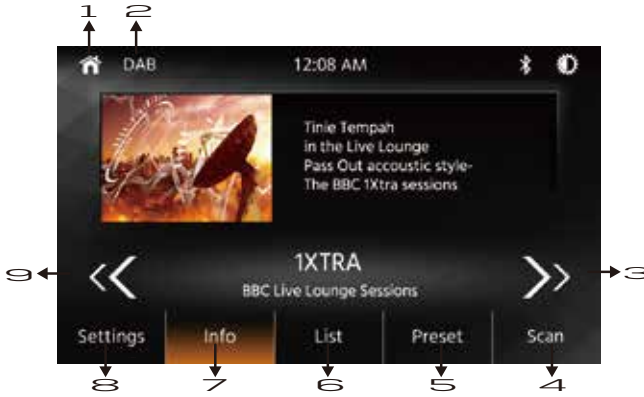 1 2
DAB 12:08 AM
Tinie Tempah
in the Live Lounge
Pass Out accoustic style-
The BBC 1Xtra sessions
9 1XTRA 3
BBC Live Lounge Sessions
Settings Info List Preset Scan
8 7 6 5 4